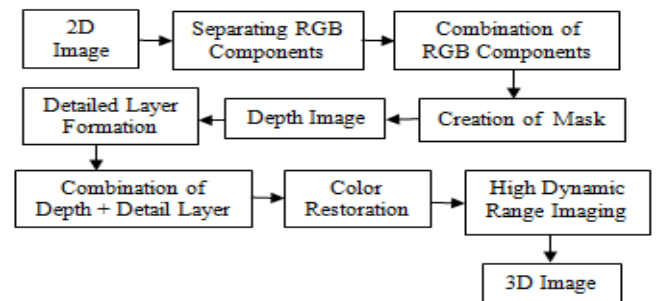 2D
Image
Separating RGB
Components
Combination of
RGB Components
Creation of Mask
Depth Image
Detailed Layer
Formation
Combination of
Depth + Detail Layer
Color
Restoration
High Dynamic
Range Imaging
3D Image